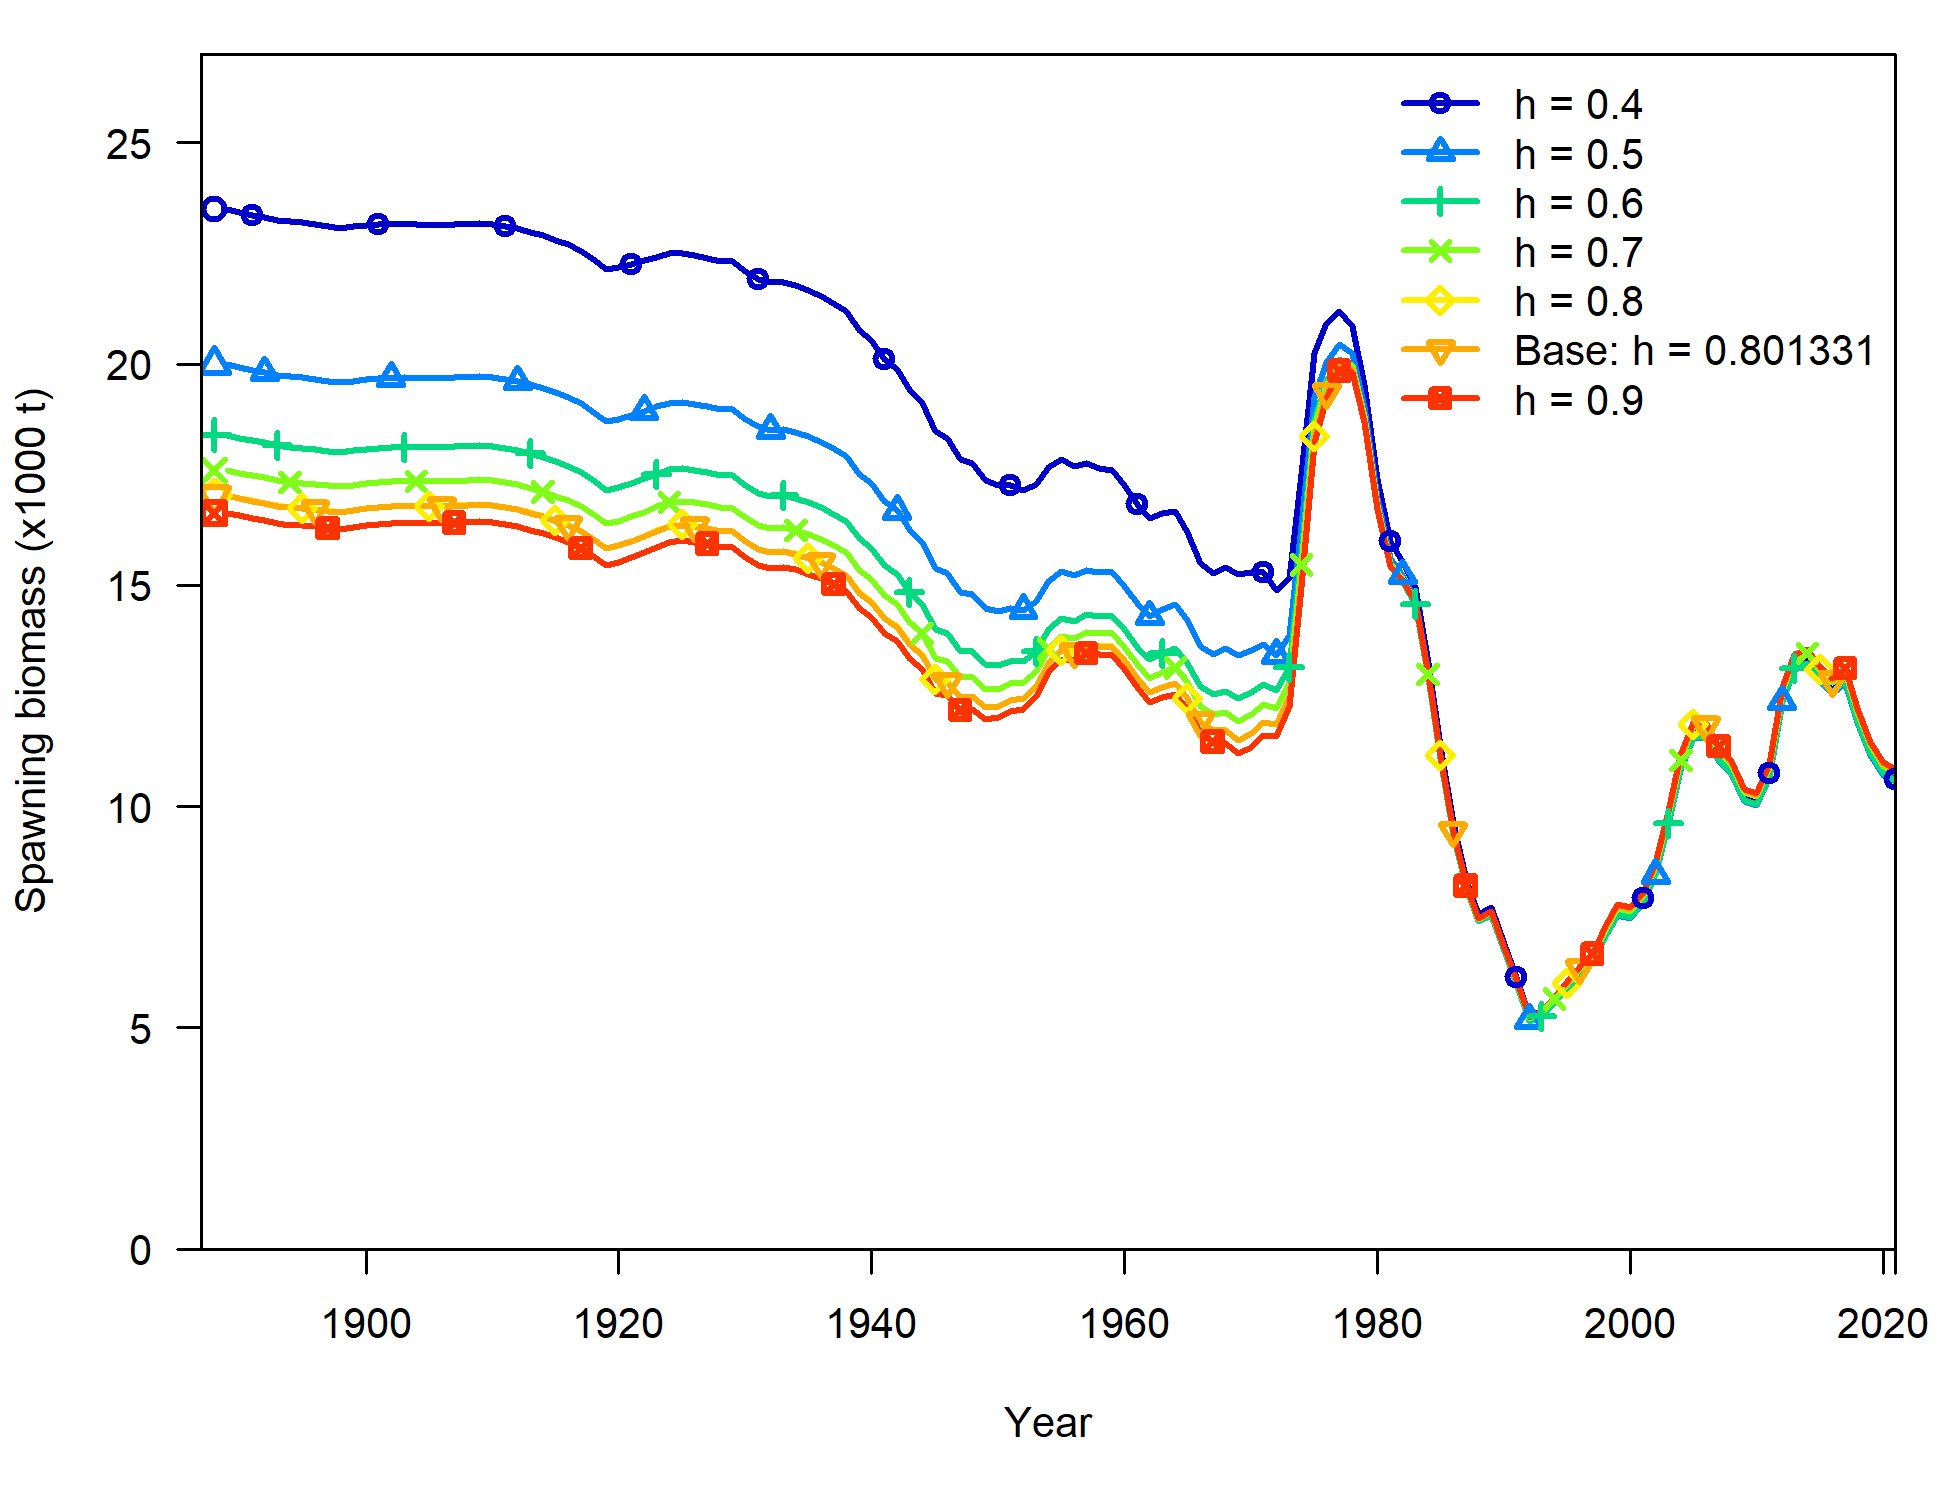 h = 0.4
h = 0.5
h = 0.6
h = 0.7
h = 0.8
Base: h = 0.801331
h = 0.9
Spawning biomass (x1000 t)
25
20
15
10
5
0
1900 1920 1940 1960 1980 2000 2020
Year